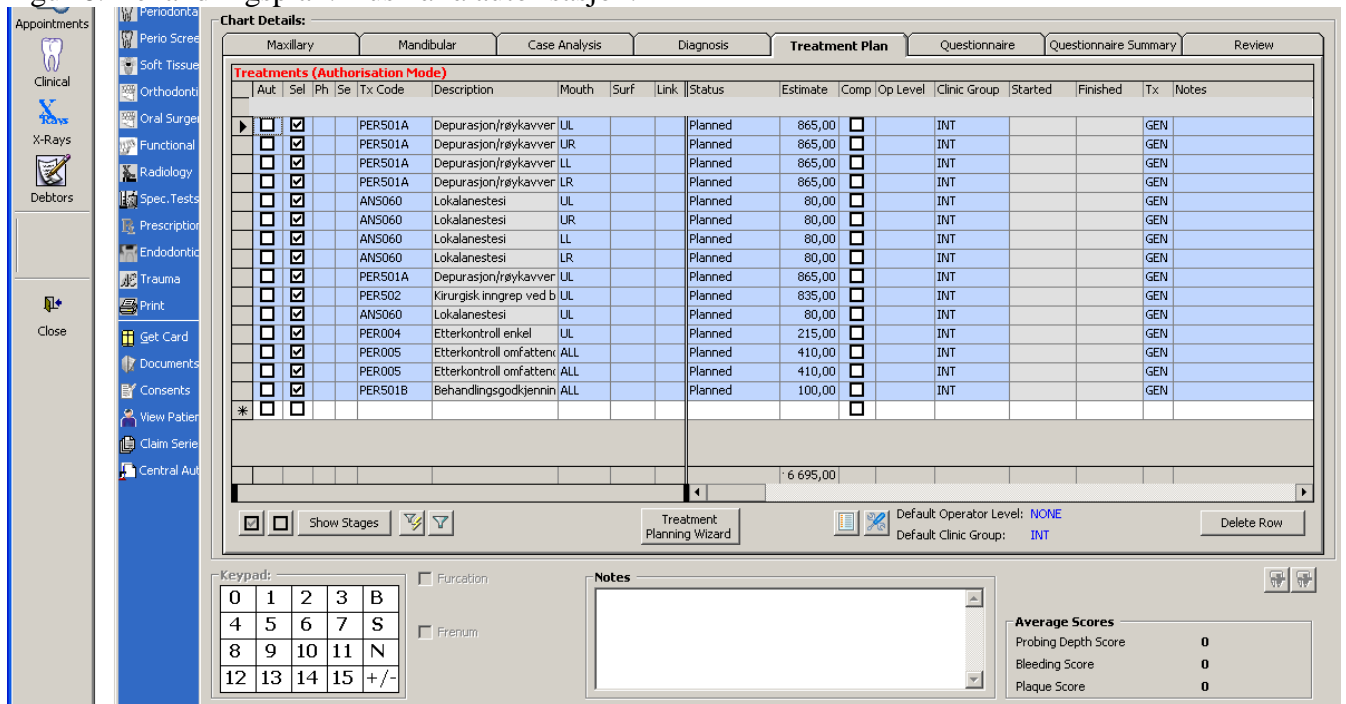 Appointments
Clinical
X-Rays
X-Rays
Debtors
Close
Periodonta
Perio Scree
Soft Tissue
Orthodonti
Oral Surger
Functional
Radiology
Spec.Tests
Prescription
Endodontic
Trauma
Print
Get Card
Documents
Consents
View Patien
Claim Serie
Central Aut
Chart Details:
Maxillary Mandibular Case Analysis Diagnosis Treatment Plan Questionnaire Questionnaire Summary Review
Treatments (Authorisation Mode)
Aut Sel Ph Se Tx Code Description Mouth Surf Link Status Estimate Comp Op Level Clinic Group Started Finished Tx Notes
PER501A Depurasjon/røykavver UL Planned 865,00 INT GEN
PER501A Depurasjon/røykavver UR Planned 865,00 INT GEN
PER501A Depurasjon/røykavver LL Planned 865,00 INT GEN
PER501A Depurasjon/røykavver LR Planned 865,00 INT GEN
ANS060 Lokalanestesi UL Planned 80,00 INT GEN
ANS060 Lokalanestesi UR Planned 80,00 INT GEN
ANS060 Lokalanestesi LL Planned 80,00 INT GEN
ANS060 Lokalanestesi LR Planned 80,00 INT GEN
PER501A Depurasjon/røykavver UL Planned 865,00 INT GEN
PER502 Kirurgisk inngrep ved b UL Planned 835,00 INT GEN
ANS060 Lokalanestesi UL Planned 80,00 INT GEN
PER004 Etterkontroll enkel UL Planned 215,00 INT GEN
PER005 Etterkontroll omfattend ALL Planned 410,00 INT GEN
PER005 Etterkontroll omfattend ALL Planned 410,00 INT GEN
PER501B Behandlingsgodkjennin ALL Planned 100,00 INT GEN
*
6 695,00
Show Stages
Treatment
Planning Wizard
Default Operator Level: NONE
Default Clinic Group: INT
Delete Row
Keypad:
0 1 2 3 B
4 5 6 7 S
8 9 10 11 N
12 13 14 15 +/-
Furcation
Frenum
Notes
Average Scores
Probing Depth Score 0
Bleeding Score 0
Plaque Score 0